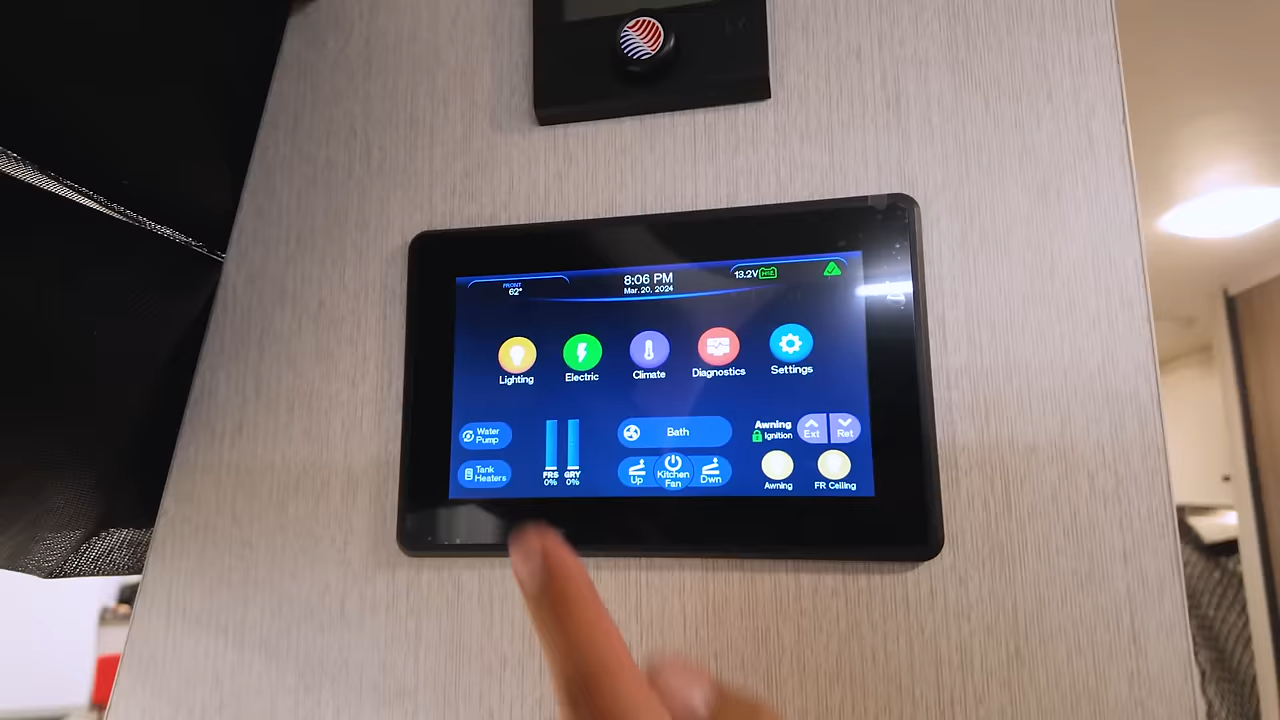 FRONT
62°
8:06 PM
Mar. 20, 2024
13.2V
Lighting
Electric
Climate
Diagnostics
Settings
Water
Pump
Tank
Heaters
FRS
0%
GRY
0%
Bath
Up
Kitchen
Fan
Dwn
Awning
Ignition
Ext
Ret
Awning
FR Ceiling